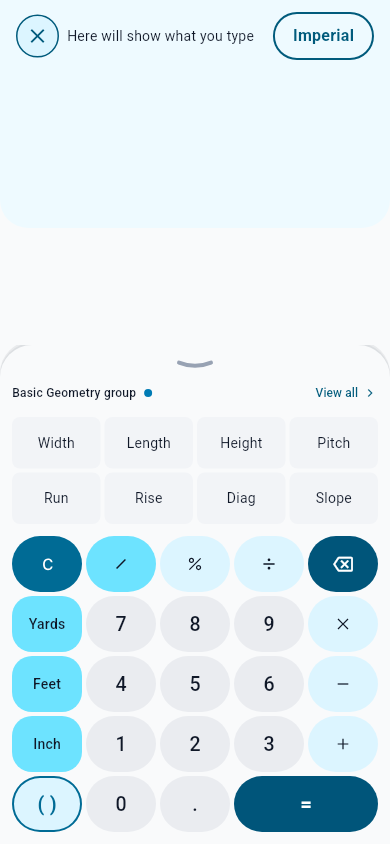 Here will show what you type Imperial
Basic Geometry group View all
Width Length Height Pitch
Run Rise Diag Slope
C / % ÷
Yards 7 8 9 ×
Feet 4 5 6 −
Inch 1 2 3 +
( ) 0 . =